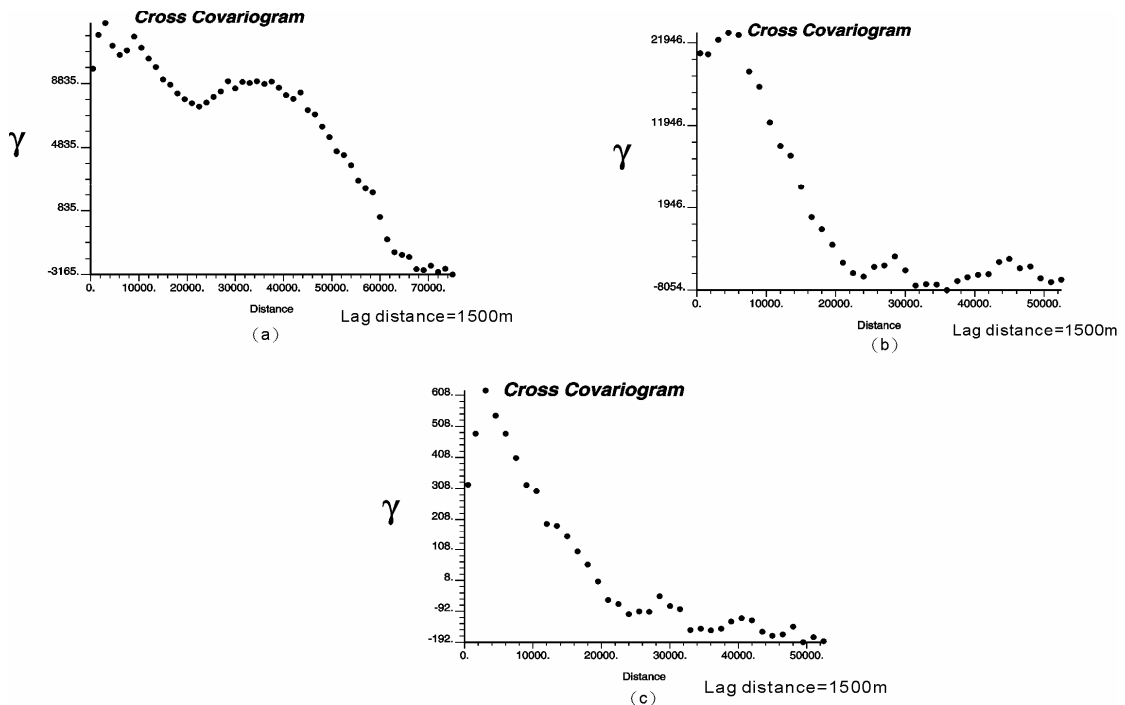 Cross Covariogram
8835.
γ
4835.
835.
-3165.
0. 10000. 20000. 30000. 40000. 50000. 60000. 70000.
Distance
Lag distance=1500m
(a)
Cross Covariogram
21946.
11946.
γ
1946.
-8054.
0. 10000. 20000. 30000. 40000. 50000.
Distance
Lag distance=1500m
(b)
Cross Covariogram
608.
508.
408.
308.
γ
208.
108.
8.
-92.
-192.
0. 10000. 20000. 30000. 40000. 50000.
Distance
Lag distance=1500m
(c)